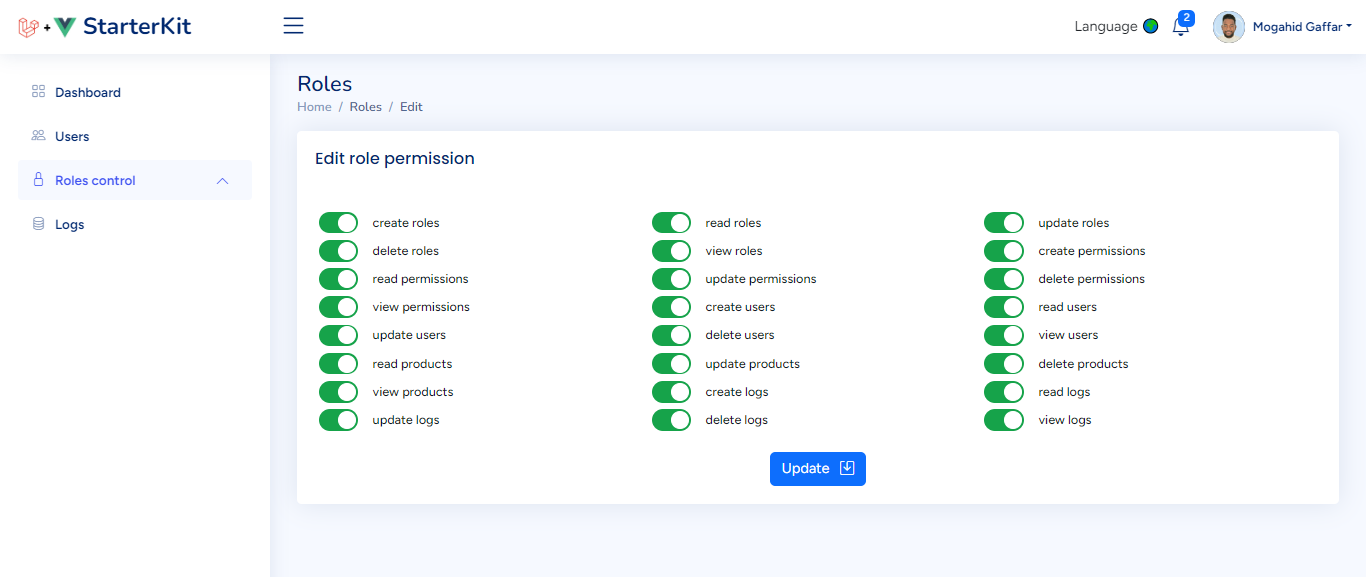 + StarterKit
Language 2 Mogahid Gaffar
Dashboard
Users
Roles control
Logs
Roles
Home / Roles / Edit
Edit role permission
create roles read roles update roles
delete roles view roles create permissions
read permissions update permissions delete permissions
view permissions create users read users
update users delete users view users
read products update products delete products
view products create logs read logs
update logs delete logs view logs
Update